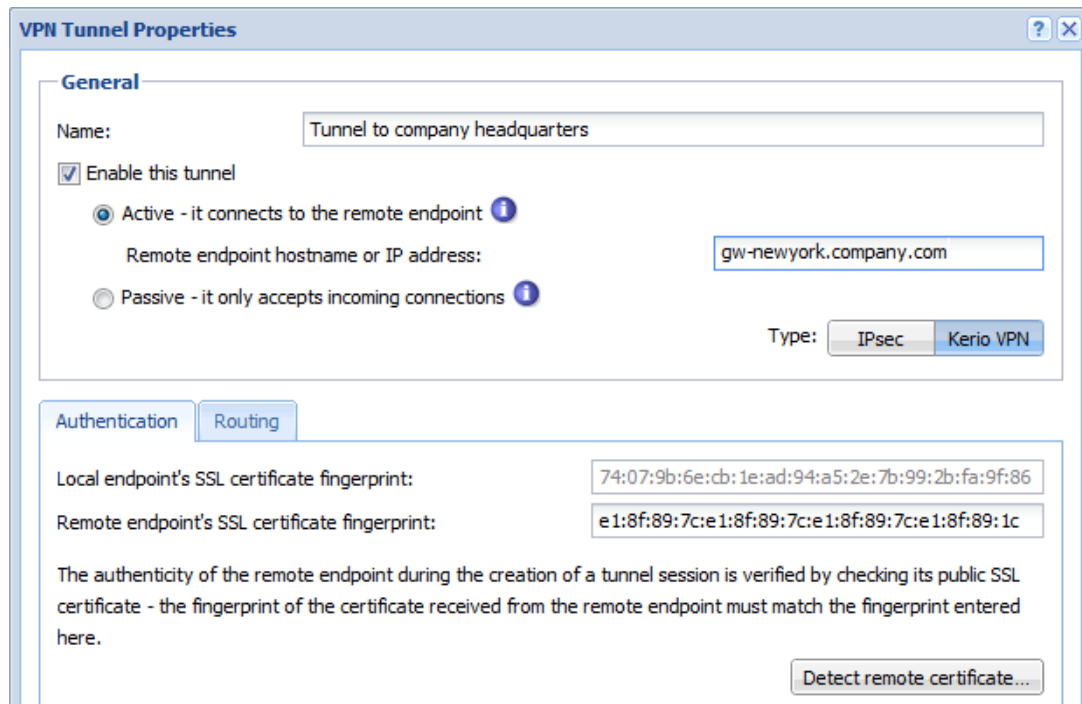 VPN Tunnel Properties
General
Name: Tunnel to company headquarters
Enable this tunnel
Active - it connects to the remote endpoint
Remote endpoint hostname or IP address: gw-newyork.company.com
Passive - it only accepts incoming connections
Type: IPsec Kerio VPN
Authentication Routing
Local endpoint's SSL certificate fingerprint: 74:07:9b:6e:cb:1e:ad:94:a5:2e:7b:99:2b:fa:9f:86
Remote endpoint's SSL certificate fingerprint: e1:8f:89:7c:e1:8f:89:7c:e1:8f:89:7c:e1:8f:89:1c
The authenticity of the remote endpoint during the creation of a tunnel session is verified by checking its public SSL
certificate - the fingerprint of the certificate received from the remote endpoint must match the fingerprint entered
here.
Detect remote certificate...